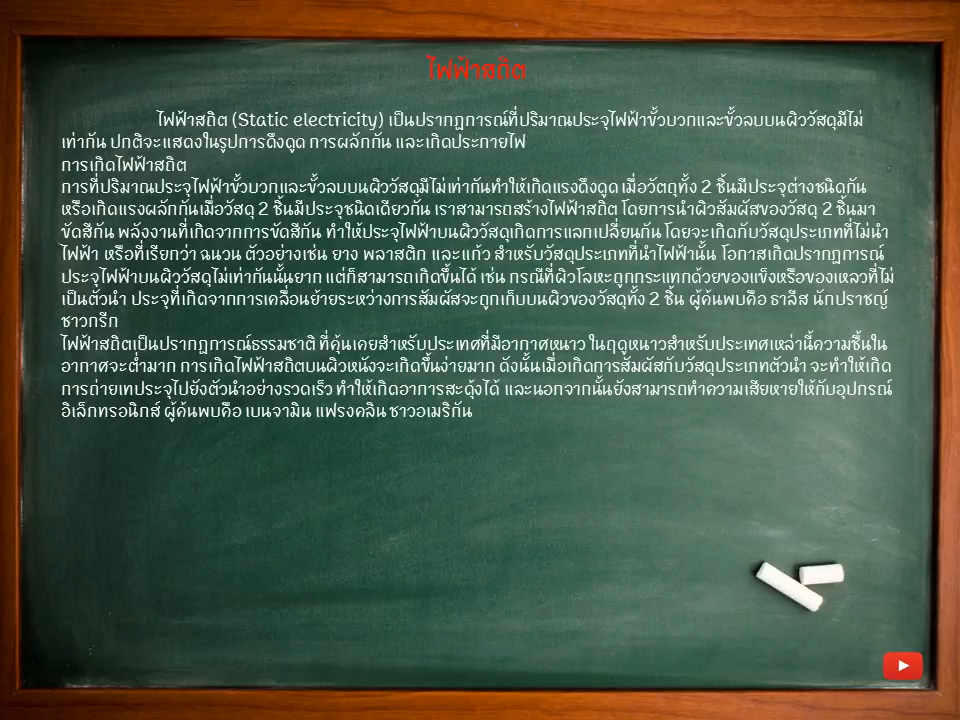 ไฟฟ้าสถิต
ไฟฟ้าสถิต (Static electricity) เป็นปรากฏการณ์ที่ปริมาณประจุไฟฟ้าขั้วบวกและขั้วลบบนผิววัสดุมีไม่
เท่ากัน ปกติจะแสดงในรูปการดึงดูด การผลักกัน และเกิดประกายไฟ
การเกิดไฟฟ้าสถิต
การที่ปริมาณประจุไฟฟ้าขั้วบวกและขั้วลบบนผิววัสดุมีไม่เท่ากันทำให้เกิดแรงดึงดูด เมื่อวัตถุทั้ง 2 ชิ้นมีประจุต่างชนิดกัน
หรือเกิดแรงผลักกันเมื่อวัสดุ 2 ชิ้นมีประจุชนิดเดียวกัน เราสามารถสร้างไฟฟ้าสถิต โดยการนำผิวสัมผัสของวัสดุ 2 ชิ้นมา
ขัดสีกัน พลังงานที่เกิดจากการขัดสีกัน ทำให้ประจุไฟฟ้าบนผิววัสดุเกิดการแลกเปลี่ยนกัน โดยจะเกิดกับวัสดุประเภทที่ไม่นำ
ไฟฟ้า หรือที่เรียกว่า ฉนวน ตัวอย่างเช่น ยาง พลาสติก และแก้ว สำหรับวัสดุประเภทที่นำไฟฟ้านั้น โอกาสเกิดปรากฏการณ์
ประจุไฟฟ้าบนผิววัสดุไม่เท่ากันนั้นยาก แต่ก็สามารถเกิดขึ้นได้ เช่น กรณีที่ผิวโลหะถูกกระแทกด้วยของแข็งหรือของเหลวที่ไม่
เป็นตัวนำ ประจุที่เกิดจากการเคลื่อนย้ายระหว่างการสัมผัสจะถูกเก็บบนผิวของวัสดุทั้ง 2 ชิ้น ผู้ค้นพบคือ ธาลีส นักปราชญ์
ชาวกรีก
ไฟฟ้าสถิตเป็นปรากฏการณ์ธรรมชาติ ที่คุ้นเคยสำหรับประเทศที่มีอากาศหนาว ในฤดูหนาวสำหรับประเทศเหล่านี้ความชื้นใน
อากาศจะต่ำมาก การเกิดไฟฟ้าสถิตบนผิวหนังจะเกิดขึ้นง่ายมาก ดังนั้นเมื่อเกิดการสัมผัสกับวัสดุประเภทตัวนำ จะทำให้เกิด
การถ่ายเทประจุไปยังตัวนำอย่างรวดเร็ว ทำให้เกิดอาการสะดุ้งได้ และนอกจากนั้นยังสามารถทำความเสียหายให้กับอุปกรณ์
อิเล็กทรอนิกส์ ผู้ค้นพบคือ เบนจามิน แฟรงคลิน ชาวอเมริกัน